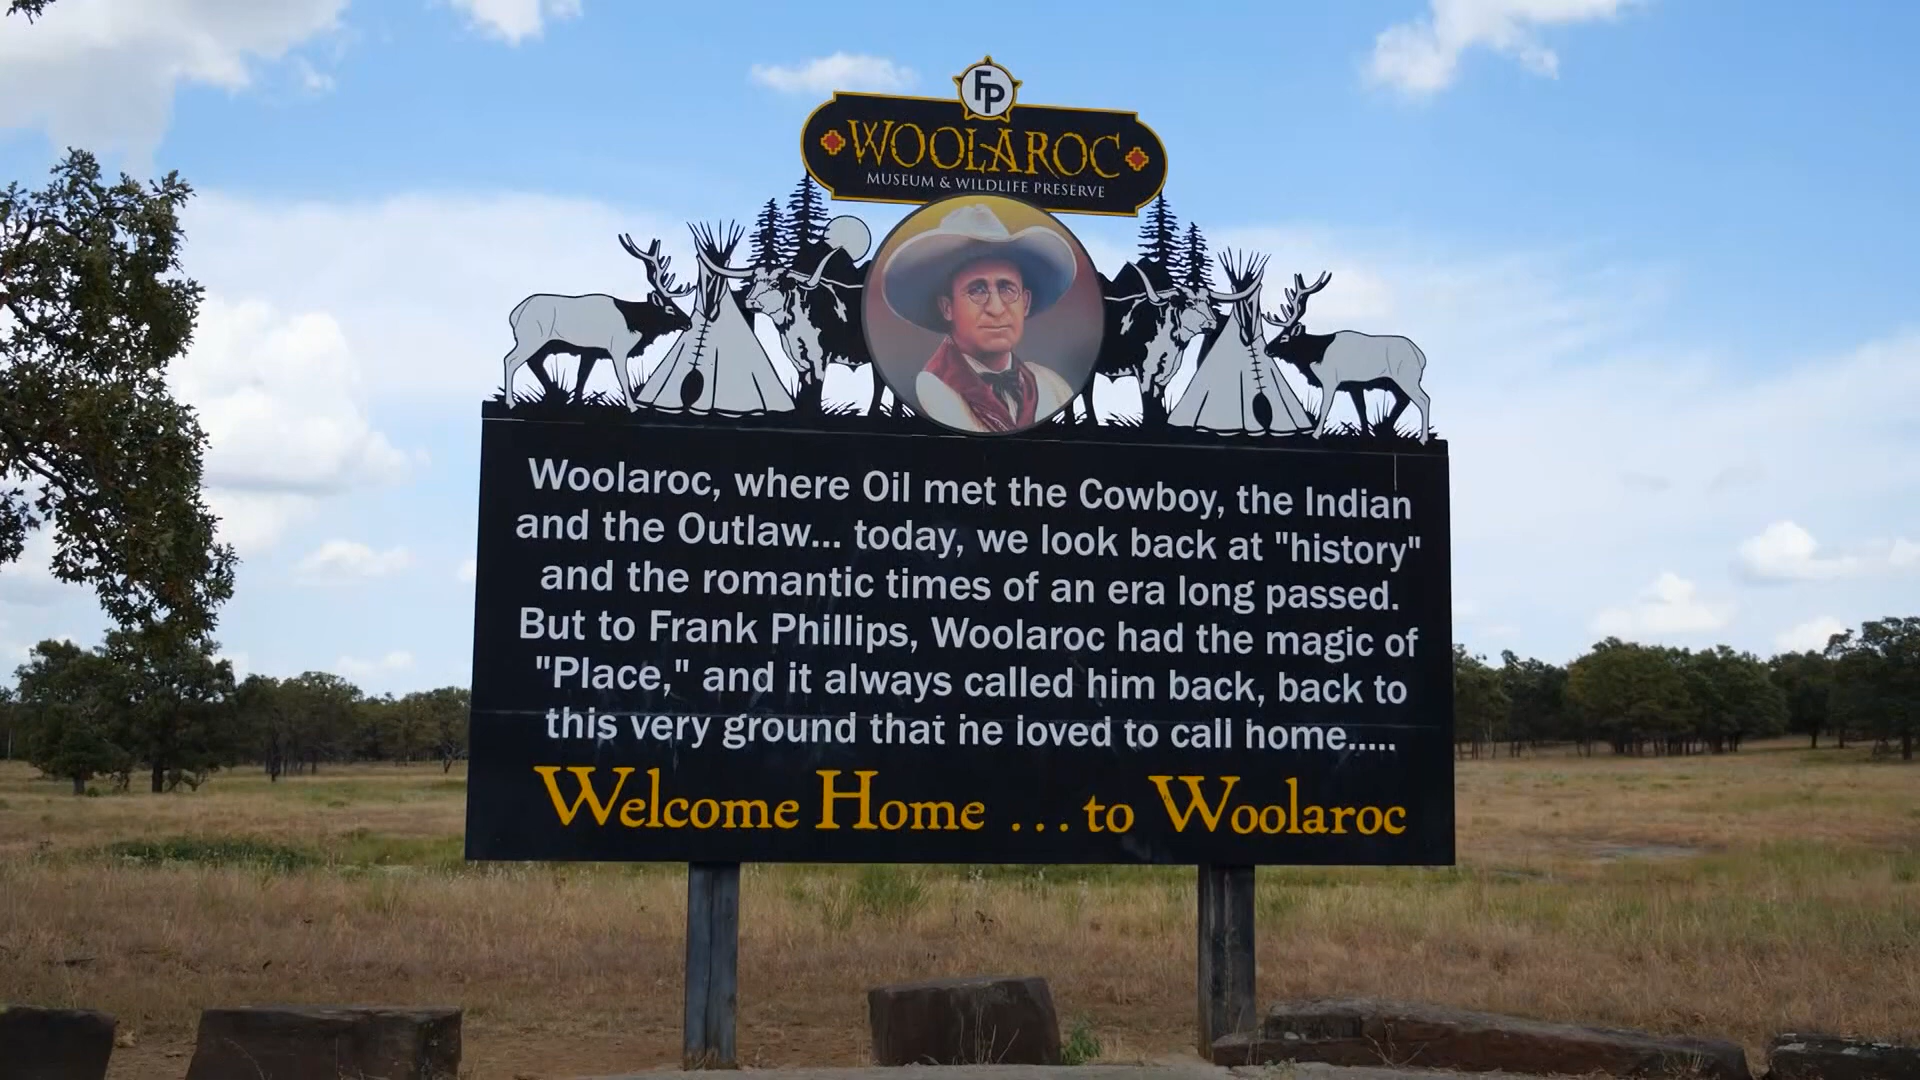 FP
WOOLAROC
MUSEUM & WILDLIFE PRESERVE
Woolaroc, where Oil met the Cowboy, the Indian
and the Outlaw... today, we look back at "history"
and the romantic times of an era long passed.
But to Frank Phillips, Woolaroc had the magic of
"Place," and it always called him back, back to
this very ground that he loved to call home.....
Welcome Home ... to Woolaroc